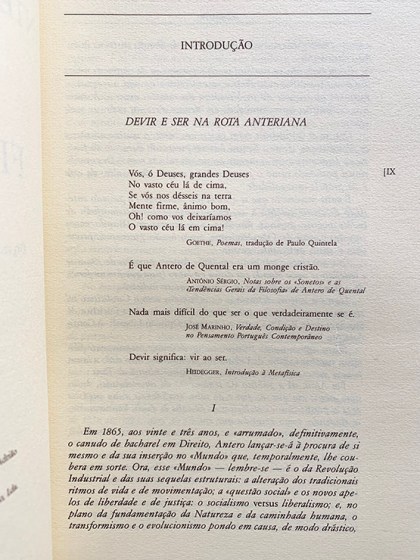 INTRODUÇÃO
DEVIR E SER NA ROTA ANTERIANA
[IX
Vós, ó Deuses, grandes Deuses
No vasto céu lá de cima,
Se vós nos désseis na terra
Mente firme, ânimo bom,
Oh! como vos deixaríamos
O vasto céu lá em cima!
GOETHE, Poemas, tradução de Paulo Quintela
É que Antero de Quental era um monge cristão.
ANTÓNIO SÉRGIO, Notas sobre os «Sonetos» e as
«Tendências Gerais da Filosofia» de Antero de Quental
Nada mais difícil do que ser o que verdadeiramente se é.
JOSÉ MARINHO, Verdade, Condição e Destino
no Pensamento Português Contemporâneo
Devir significa: vir ao ser.
HEIDEGGER, Introdução à Metafísica
I
Em 1865, aos vinte e três anos, e «arrumado», definitivamente,
o canudo de bacharel em Direito, Antero lançar-se-á à procura de si
mesmo e da sua inserção no «Mundo» que, temporalmente, lhe cou-
bera em sorte. Ora, esse «Mundo» — lembre-se — é o da Revolução
Industrial e das suas sequelas estruturais: a alteração dos tradicionais
ritmos de vida e de movimentação; a «questão social» e os novos ape-
los de liberdade e de justiça: o socialismo versus liberalismo; e, no
plano da fundamentação da Natureza e da caminhada humana, o
transformismo e o evolucionismo pondo em causa, de modo drástico,